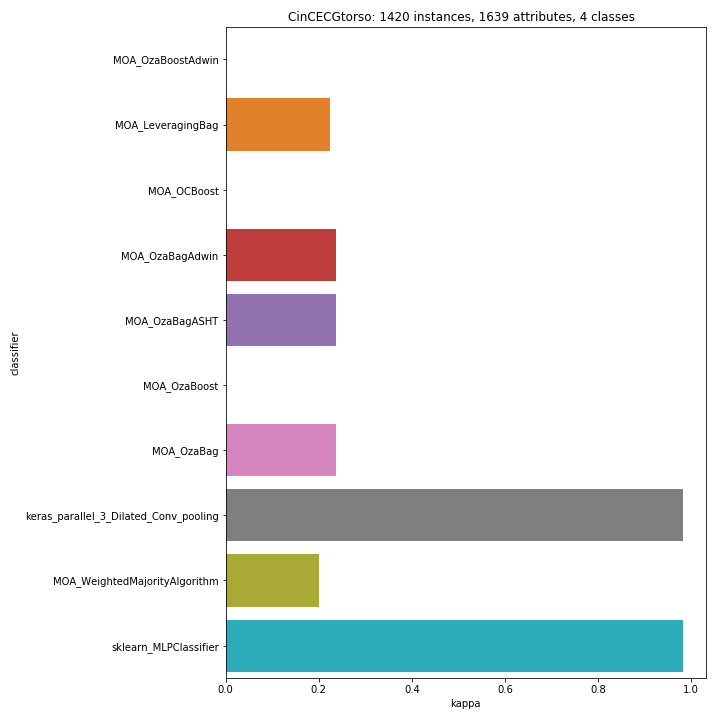 CinCECGtorso: 1420 instances, 1639 attributes, 4 classes
MOA_OzaBoostAdwin
MOA_LeveragingBag
MOA_OCBoost
MOA_OzaBagAdwin
MOA_OzaBagASHT
classifier
MOA_OzaBoost
MOA_OzaBag
keras_parallel_3_Dilated_Conv_pooling
MOA_WeightedMajorityAlgorithm
sklearn_MLPClassifier
0.0 0.2 0.4 0.6 0.8 1.0
kappa